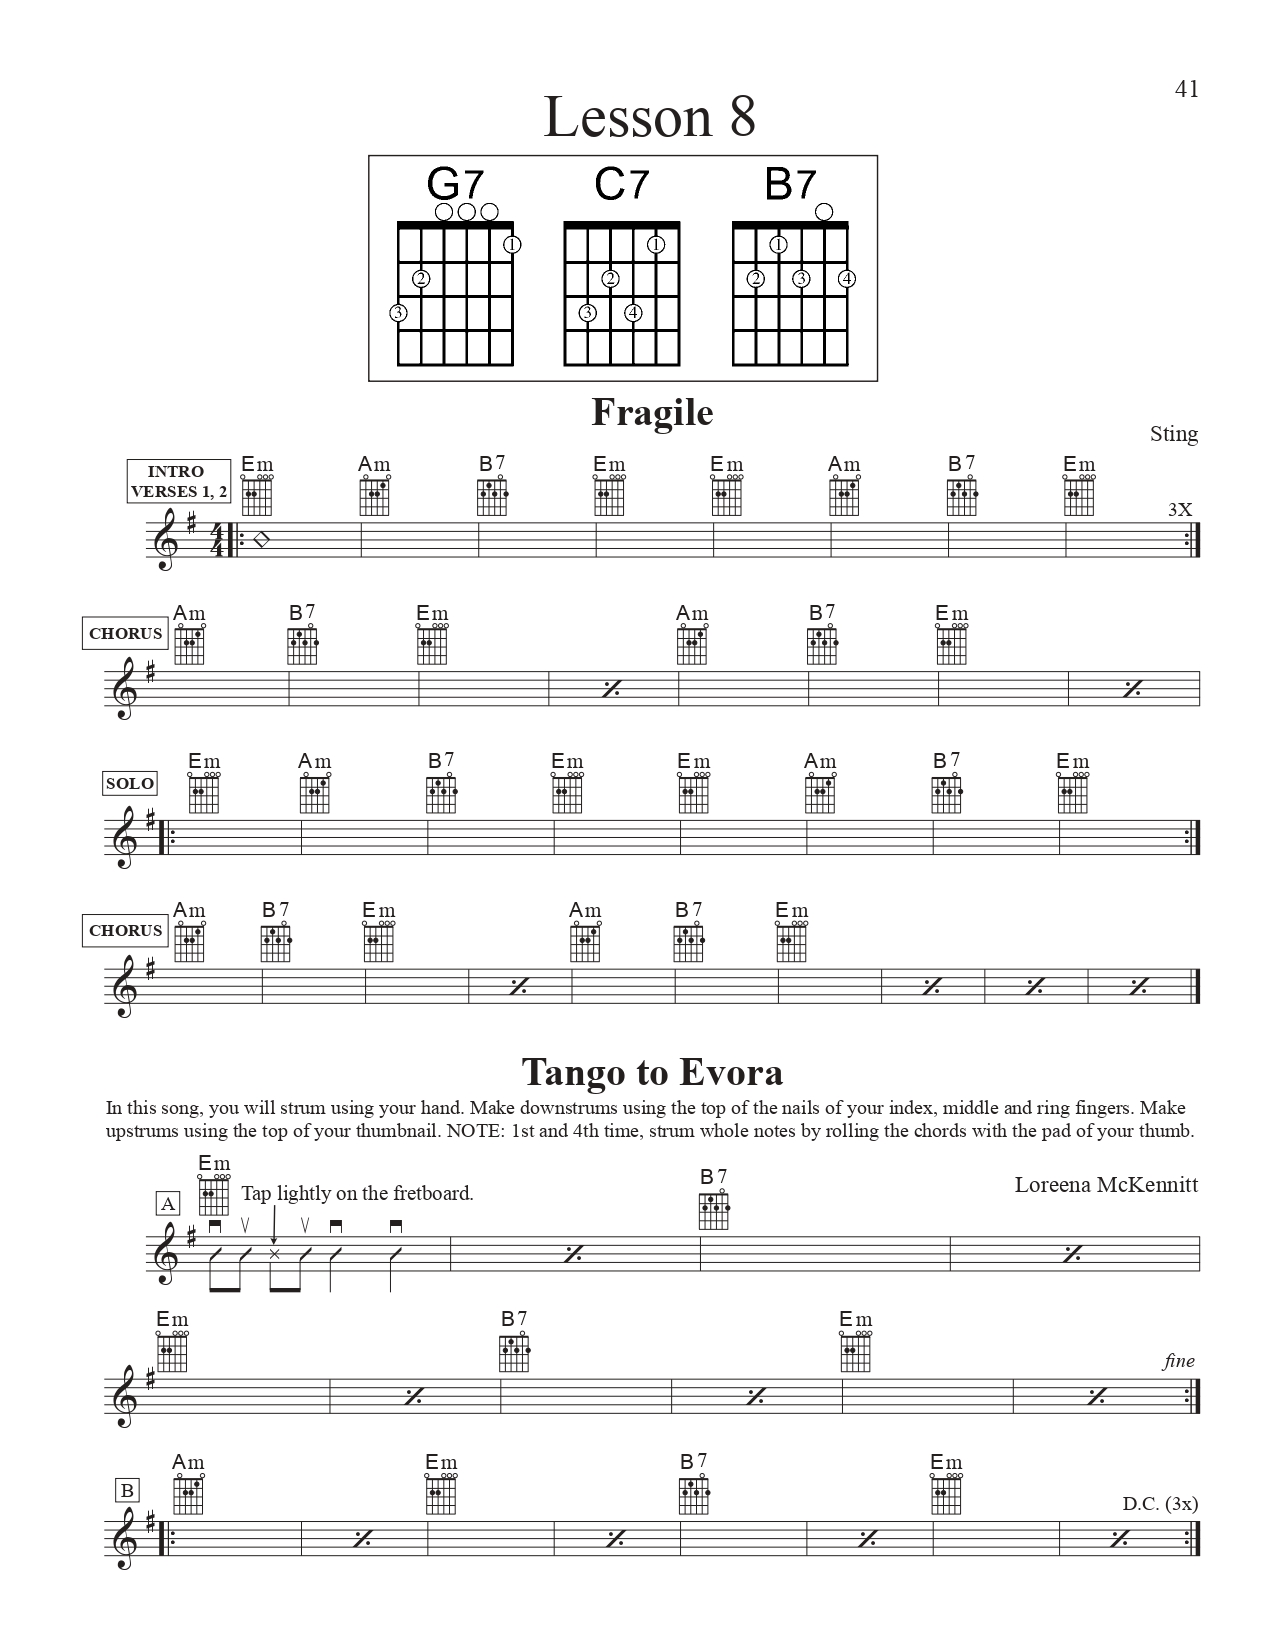 41
Lesson 8
G7 C7 B7
1 1 1
2 2 2 3 4
3 3 4
Fragile
Sting
INTRO
VERSES 1, 2
Em Am B7 Em Em Am B7 Em
3X
4
4
CHORUS
Am B7 Em Am B7 Em
SOLO
Em Am B7 Em Em Am B7 Em
CHORUS
Am B7 Em Am B7 Em
Tango to Evora
In this song, you will strum using your hand. Make downstrums using the top of the nails of your index, middle and ring fingers. Make
upstrums using the top of your thumbnail. NOTE: 1st and 4th time, strum whole notes by rolling the chords with the pad of your thumb.
Em B7
Loreena McKennitt
A
Tap lightly on the fretboard.
Em B7 Em
fine
Am Em B7 Em
B
D.C. (3x)